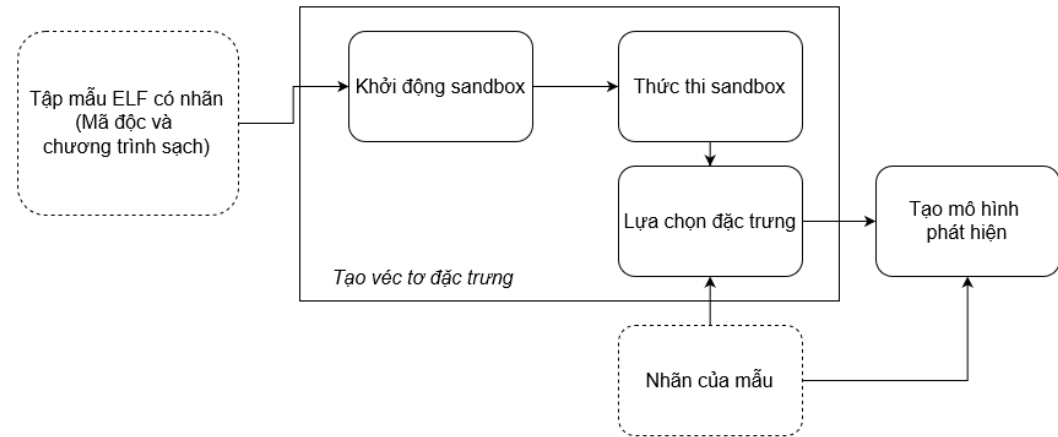 Tập mẫu ELF có nhãn
(Mã độc và
chương trình sạch)
Khởi động sandbox
Thức thi sandbox
Lựa chọn đặc trưng
Tạo véc tơ đặc trưng
Tạo mô hình
phát hiện
Nhãn của mẫu